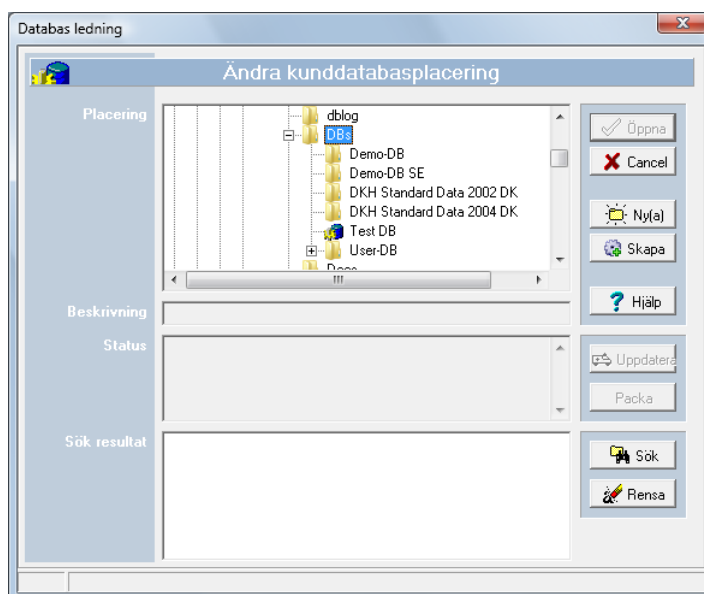 Databas ledning
Ändra kunddatabasplacering
Placering
dblog
DBs
Demo-DB
Demo-DB SE
DKH Standard Data 2002 DK
DKH Standard Data 2004 DK
Test DB
User-DB
Docs
Öppna
Cancel
Ny(a)
Skapa
Hjälp
Beskrivning
Status
Uppdatera
Packa
Sök resultat
Sök
Rensa